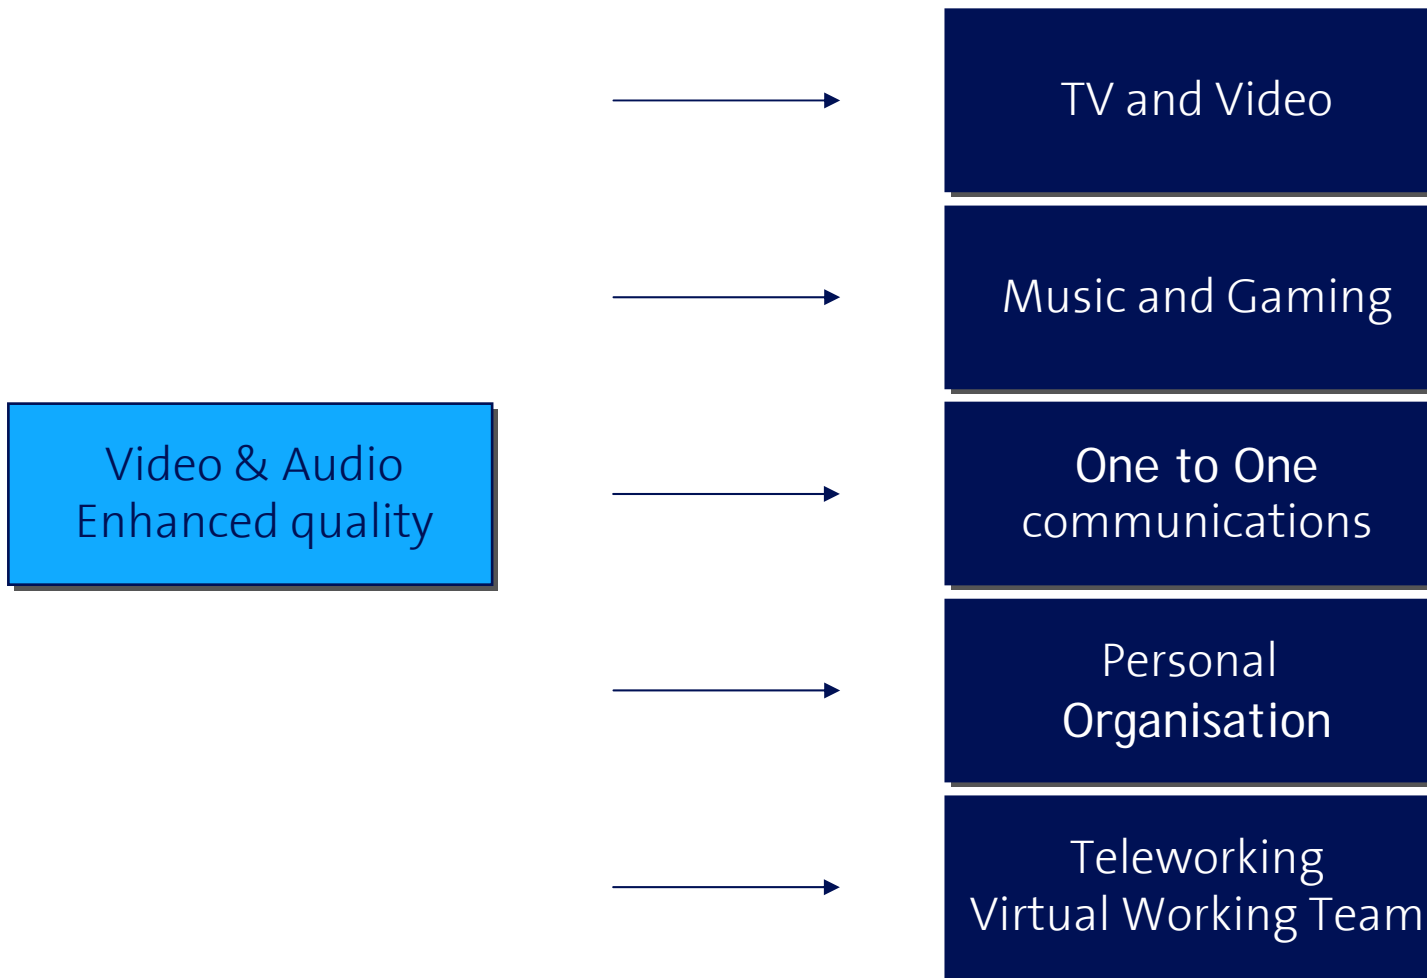 TV and Video
Music and Gaming
Video & Audio
Enhanced quality
One to One
communications
Personal
Organisation
Teleworking
Virtual Working Team